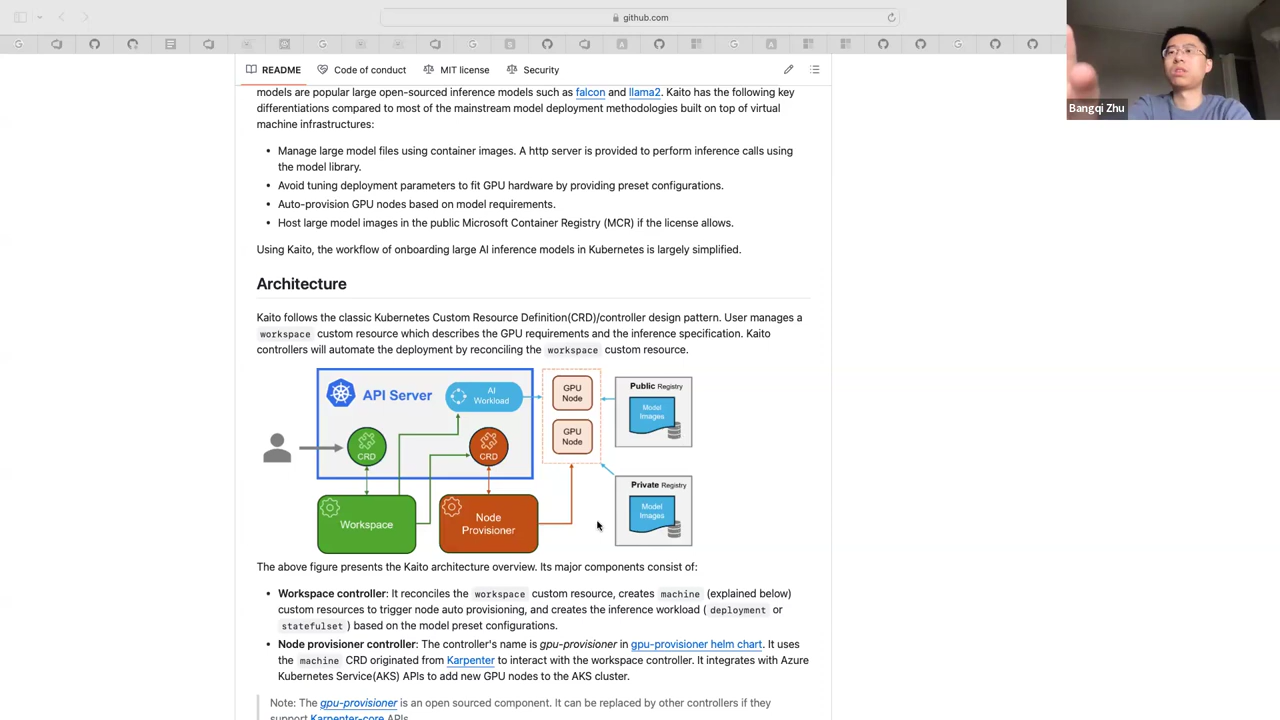 github.com
README
Code of conduct
MIT license
Security
models are popular large open-sourced inference models such as falcon and llama2. Kaito has the following key
differentiations compared to most of the mainstream model deployment methodologies built on top of virtual
machine infrastructures:
• Manage large model files using container images. A http server is provided to perform inference calls using
the model library.
• Avoid tuning deployment parameters to fit GPU hardware by providing preset configurations.
• Auto-provision GPU nodes based on model requirements.
• Host large model images in the public Microsoft Container Registry (MCR) if the license allows.
Using Kaito, the workflow of onboarding large AI inference models in Kubernetes is largely simplified.
Architecture
Kaito follows the classic Kubernetes Custom Resource Definition(CRD)/controller design pattern. User manages a
workspace custom resource which describes the GPU requirements and the inference specification. Kaito
controllers will automate the deployment by reconciling the workspace custom resource.
API Server
AI
Workload
CRD
CRD
Workspace
Node
Provisioner
GPU
Node
GPU
Node
Public Registry
Model
Images
Private Registry
Model
Images
The above figure presents the Kaito architecture overview. Its major components consist of:
• Workspace controller: It reconciles the workspace custom resource, creates machine (explained below)
custom resources to trigger node auto provisioning, and creates the inference workload ( deployment or
statefulset ) based on the model preset configurations.
• Node provisioner controller: The controller's name is gpu-provisioner in gpu-provisioner helm chart. It uses
the machine CRD originated from Karpenter to interact with the workspace controller. It integrates with Azure
Kubernetes Service(AKS) APIs to add new GPU nodes to the AKS cluster.
Note: The gpu-provisioner is an open sourced component. It can be replaced by other controllers if they
support Karpenter-core APIs.
Bangqi Zhu